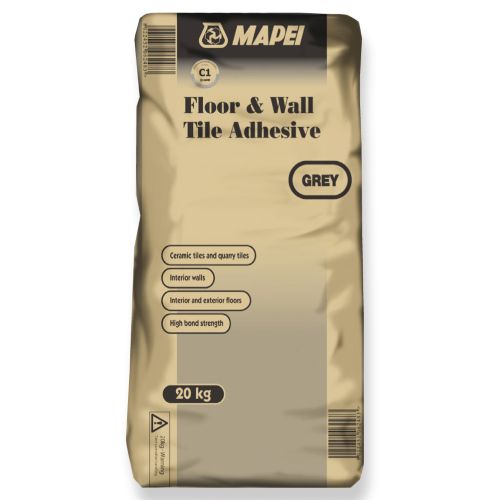 MAPEI
C1
Floor & Wall
Tile Adhesive
GREY
Ceramic tiles and quarry tiles
Interior walls
Interior and exterior floors
High bond strength
20 kg